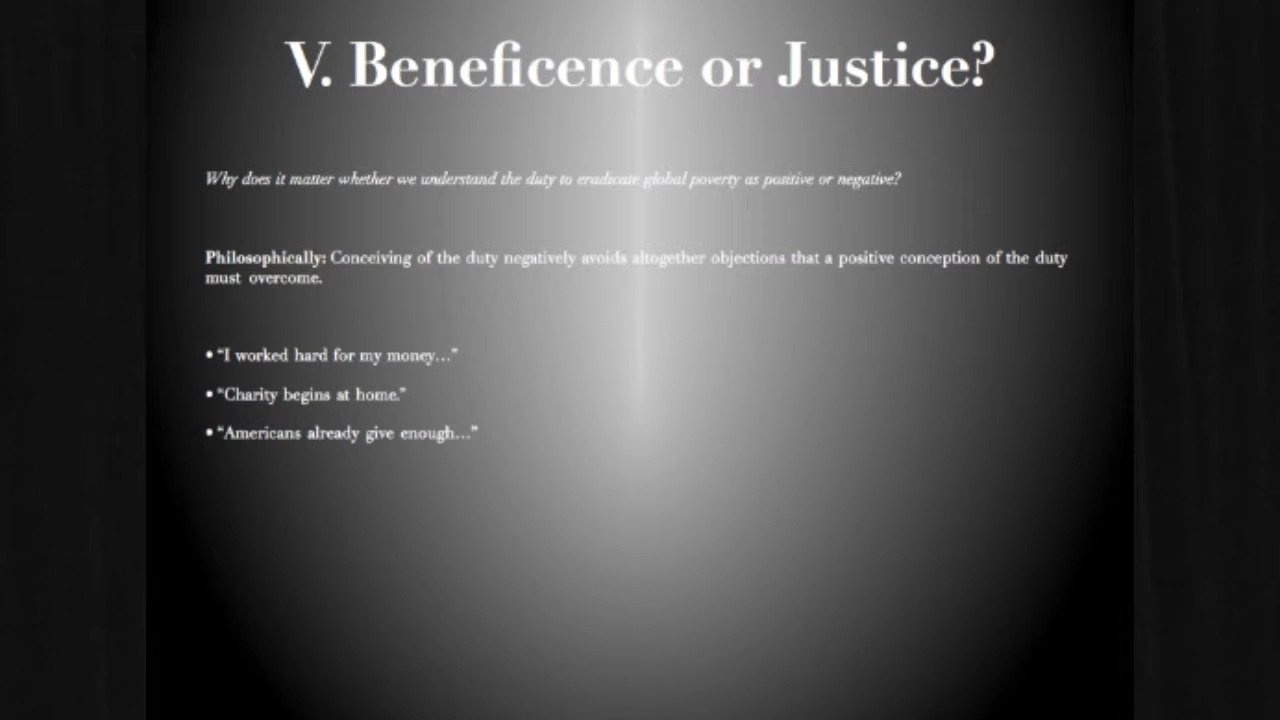 V. Beneficence or Justice?
Why does it matter whether we understand the duty to eradicate global poverty as positive or negative?
Philosophically: Conceiving of the duty negatively avoids altogether objections that a positive conception of the duty
must overcome.
• “I worked hard for my money…”
• “Charity begins at home.”
• “Americans already give enough…”